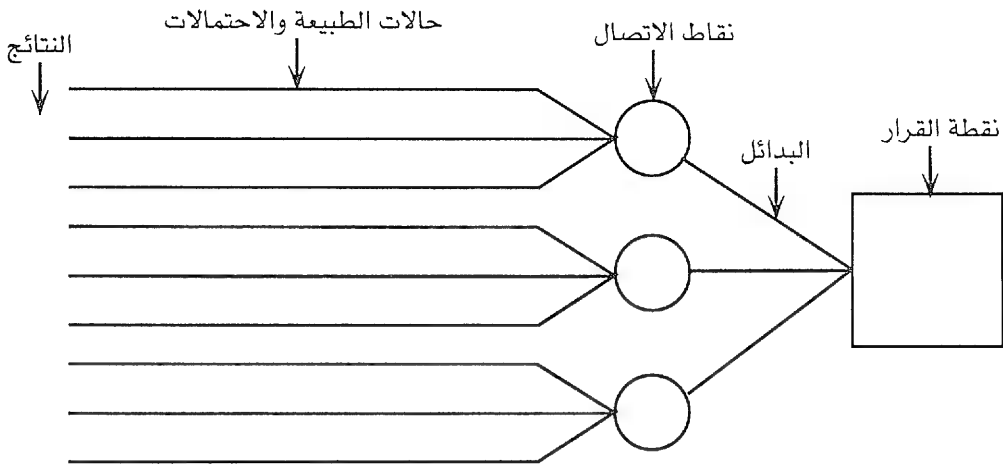 نقطة القرار
البدائل
نقاط الاتصال
حالات الطبيعة والاحتمالات
النتائج